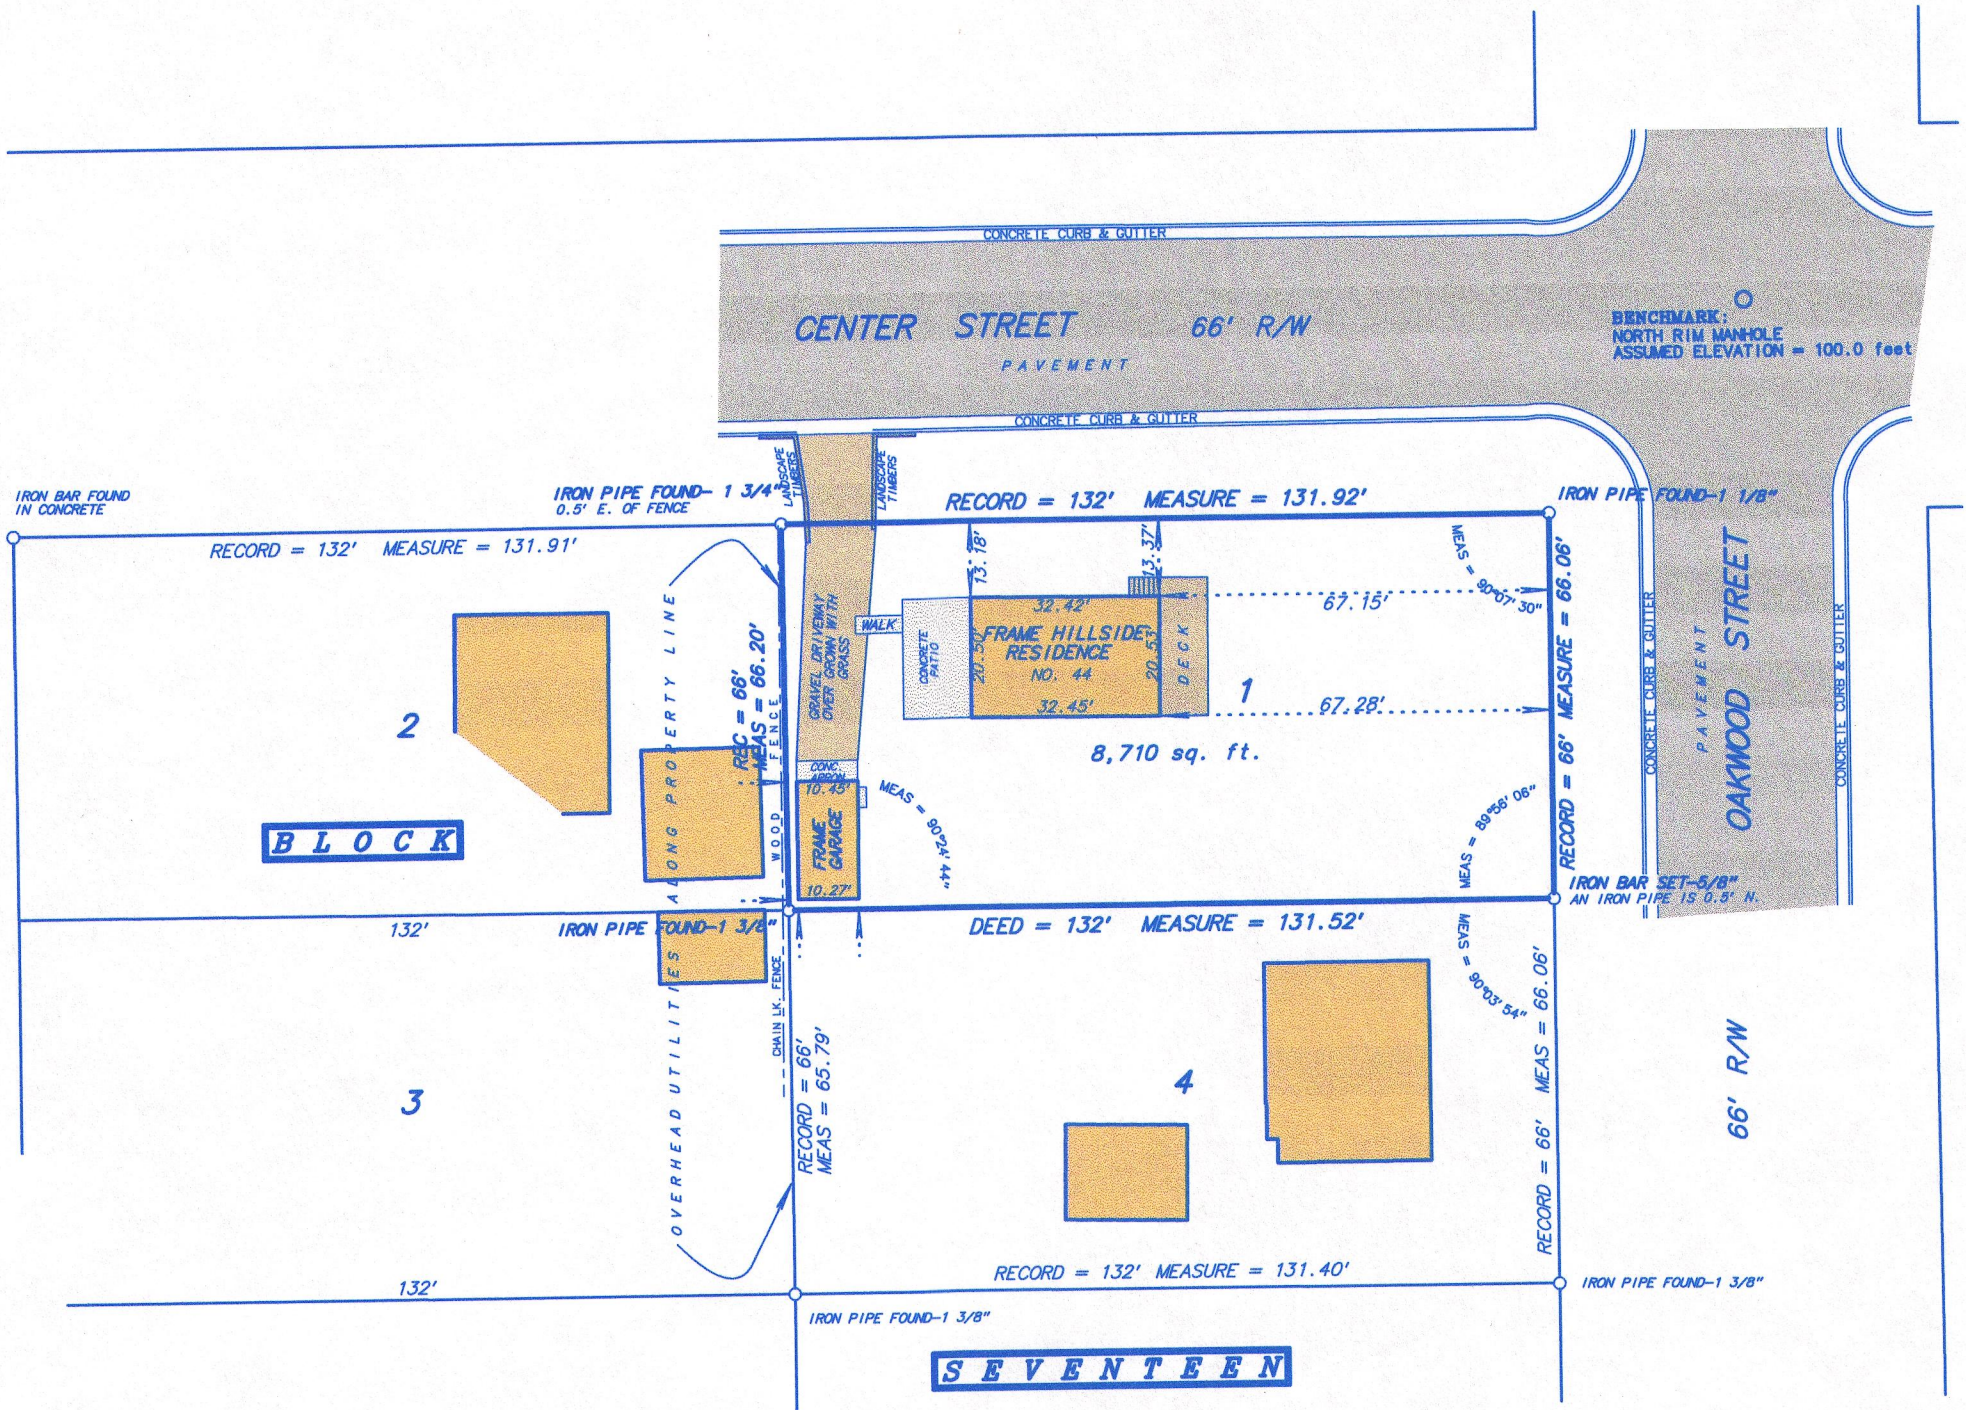 CONCRETE CURB & GUTTER
CENTER STREET 66' R/W
PAVEMENT
BENCHMARK:
NORTH RIM MANHOLE
ASSUMED ELEVATION = 100.0 feet
CONCRETE CURB & GUTTER
LANDSCAPE
TIMBERS
LANDSCAPE
TIMBERS
IRON BAR FOUND
IN CONCRETE
IRON PIPE FOUND- 1 3/4"
0.5' E. OF FENCE
RECORD = 132' MEASURE = 131.92'
IRON PIPE FOUND-1 1/8"
RECORD = 132' MEASURE = 131.91'
13.18'
13.37'
MEAS = 90°07' 30"
RECORD = 66' MEASURE = 66.06'
32.42'
67.15'
FRAME HILLSIDE
RESIDENCE
NO. 44
20.50'
20.53'
32.45'
67.28'
DECK
CONCRETE
PATIO
WALK
GRAVEL DRIVEWAY
OVER GROWN WITH
GRASS
REC = 66'
MEAS = 66.20'
WOOD FENCE
OVERHEAD UTILITIES ALONG PROPERTY LINE
1
2
8,710 sq. ft.
CONC.
APRON
10.45'
FRAME
GARAGE
10.27'
MEAS = 90°24' 44"
MEAS = 89°56' 06"
BLOCK
CONCRETE CURB & GUTTER
PAVEMENT
OAKWOOD STREET
CONCRETE CURB & GUTTER
IRON BAR SET-5/8"
AN IRON PIPE IS 0.5' N.
132'
IRON PIPE FOUND-1 3/8"
DEED = 132' MEASURE = 131.52'
MEAS = 90°03' 54"
CHAIN LK. FENCE
RECORD = 66'
MEAS = 65.79'
RECORD = 66' MEAS = 66.06'
66' R/W
3
4
132'
RECORD = 132' MEASURE = 131.40'
IRON PIPE FOUND-1 3/8"
IRON PIPE FOUND-1 3/8"
SEVENTEEN